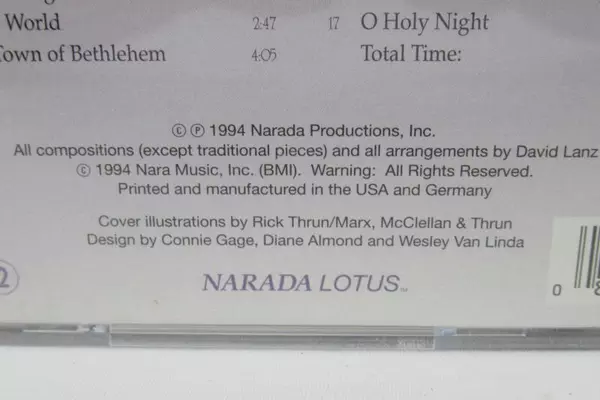 World 2:47 17 O Holy Night
Town of Bethlehem 4:05 Total Time:
© ℗ 1994 Narada Productions, Inc.
All compositions (except traditional pieces) and all arrangements by David Lanz
© 1994 Nara Music, Inc. (BMI). Warning: All Rights Reserved.
Printed and manufactured in the USA and Germany
Cover illustrations by Rick Thrun/Marx, McClellan & Thrun
Design by Connie Gage, Diane Almond and Wesley Van Linda
NARADA LOTUS™
0